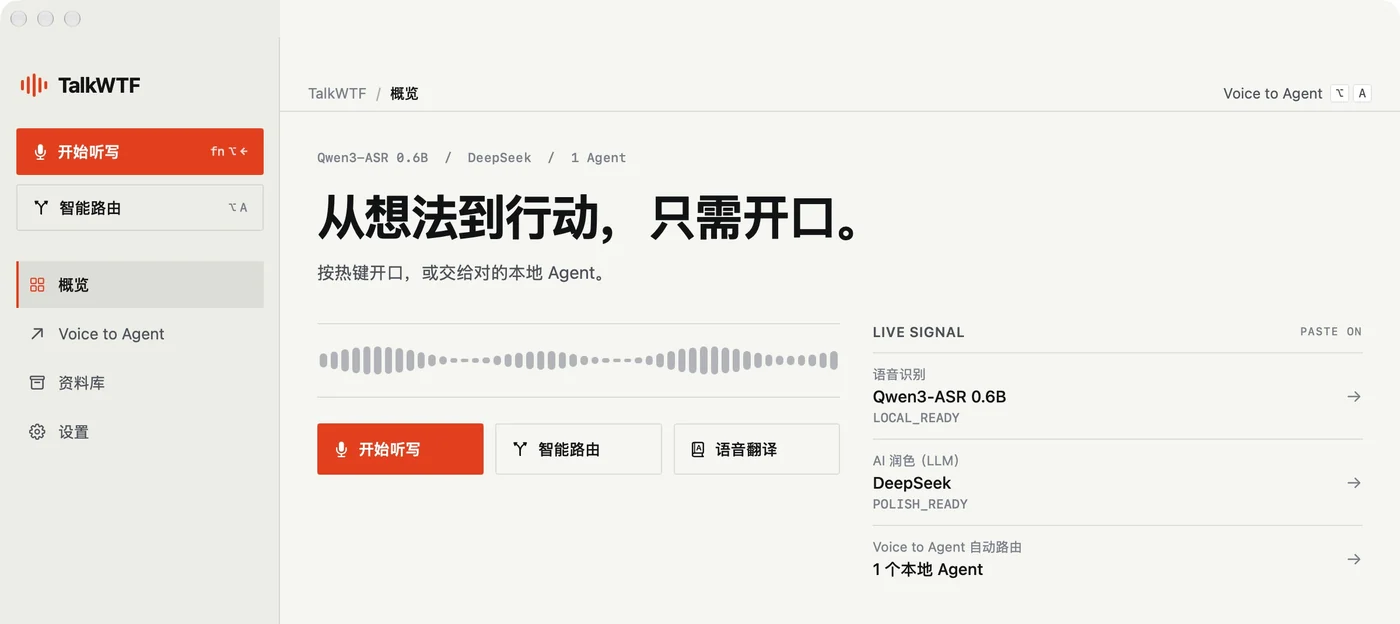 TalkWTF
开始听写 fn ⌥ ←
智能路由 ⌥ A
概览
Voice to Agent
资料库
设置
TalkWTF / 概览
Voice to Agent ⌥ A
Qwen3-ASR 0.6B / DeepSeek / 1 Agent
从想法到行动，只需开口。
按热键开口，或交给对的本地 Agent。
开始听写
智能路由
语音翻译
LIVE SIGNAL PASTE ON
语音识别
Qwen3-ASR 0.6B
LOCAL_READY
AI 润色 (LLM)
DeepSeek
POLISH_READY
Voice to Agent 自动路由
1 个本地 Agent